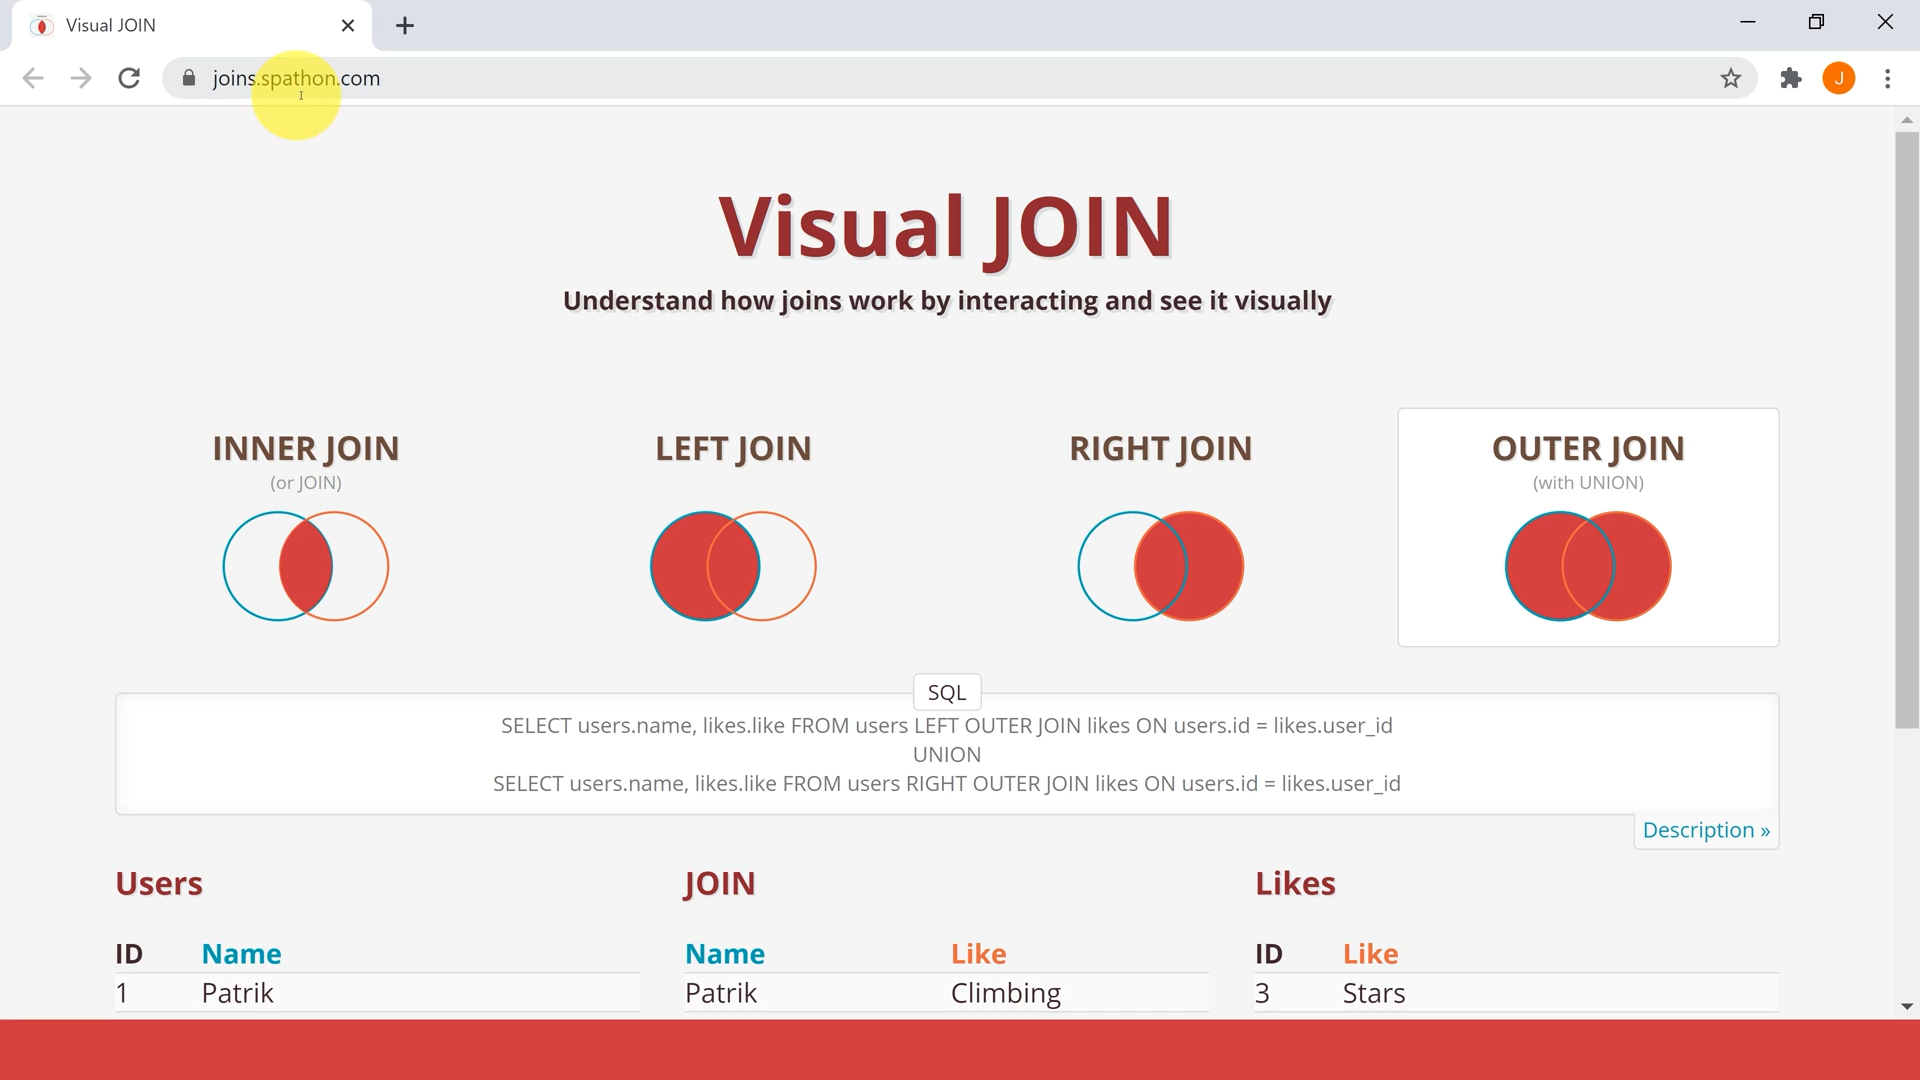 Visual JOIN
joins.spathon.com
J
Visual JOIN
Understand how joins work by interacting and see it visually
INNER JOIN
(or JOIN)
LEFT JOIN
RIGHT JOIN
OUTER JOIN
(with UNION)
SQL
SELECT users.name, likes.like FROM users LEFT OUTER JOIN likes ON users.id = likes.user_id
UNION
SELECT users.name, likes.like FROM users RIGHT OUTER JOIN likes ON users.id = likes.user_id
Description »
Users
JOIN
Likes
ID Name
Name Like
ID Like
1 Patrik
Patrik Climbing
3 Stars